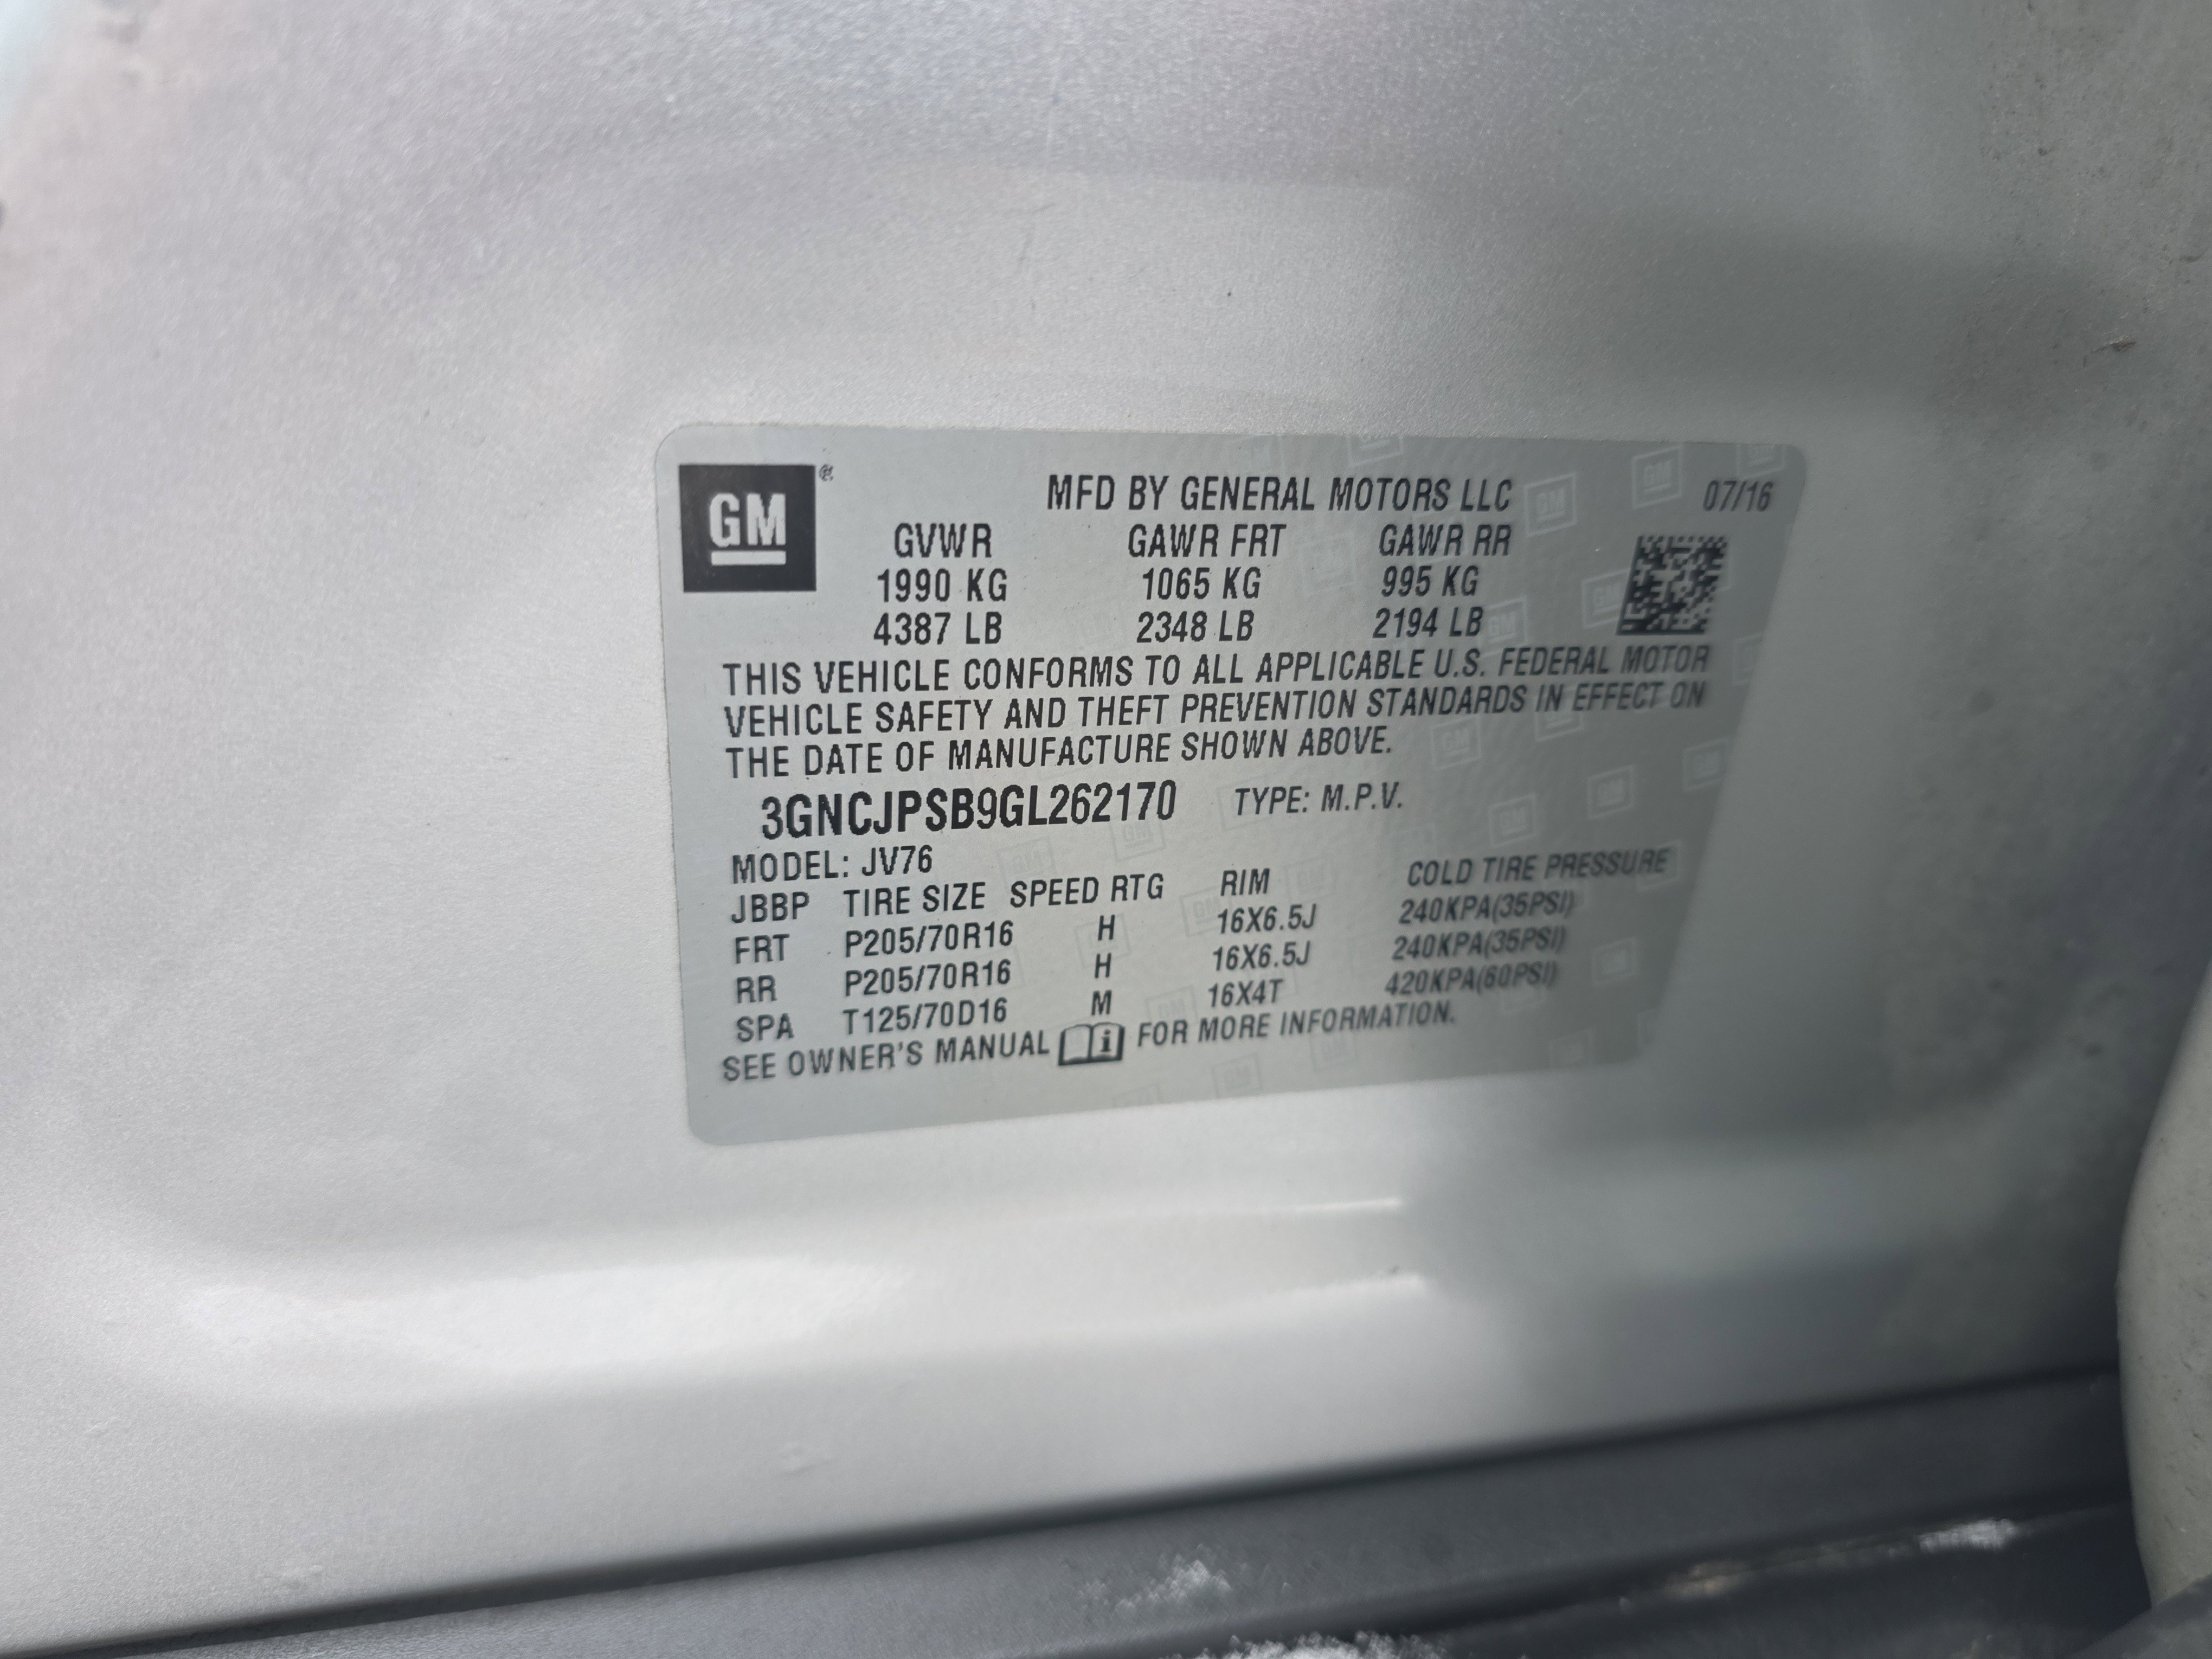 GM ®
MFD BY GENERAL MOTORS LLC 07/16
GVWR GAWR FRT GAWR RR
1990 KG 1065 KG 995 KG
4387 LB 2348 LB 2194 LB
THIS VEHICLE CONFORMS TO ALL APPLICABLE U.S. FEDERAL MOTOR
VEHICLE SAFETY AND THEFT PREVENTION STANDARDS IN EFFECT ON
THE DATE OF MANUFACTURE SHOWN ABOVE.
3GNCJPSB9GL262170 TYPE: M.P.V.
MODEL: JV76
JBBP TIRE SIZE SPEED RTG RIM COLD TIRE PRESSURE
FRT P205/70R16 H 16X6.5J 240KPA(35PSI)
RR P205/70R16 H 16X6.5J 240KPA(35PSI)
SPA T125/70D16 M 16X4T 420KPA(60PSI)
SEE OWNER'S MANUAL i FOR MORE INFORMATION.